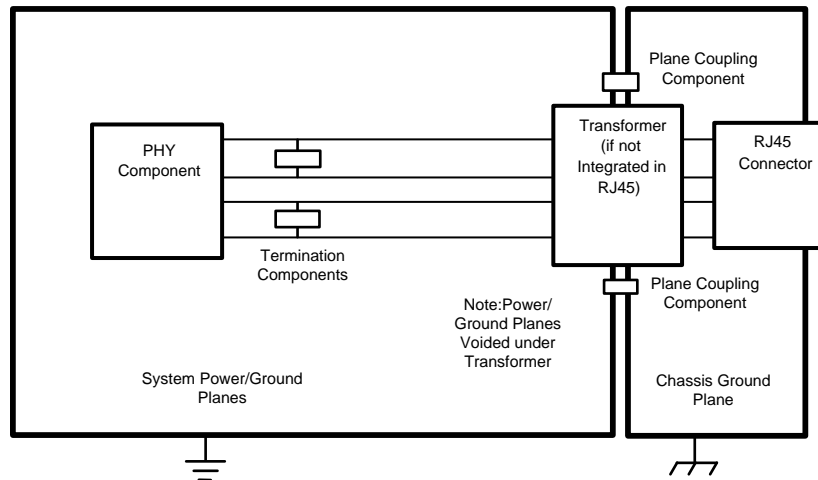 Plane Coupling
Component
PHY
Component
Transformer
(if not
Integrated in
RJ45)
RJ45
Connector
Termination
Components
Plane Coupling
Component
Note:Power/
Ground Planes
Voided under
Transformer
System Power/Ground
Planes
Chassis Ground
Plane